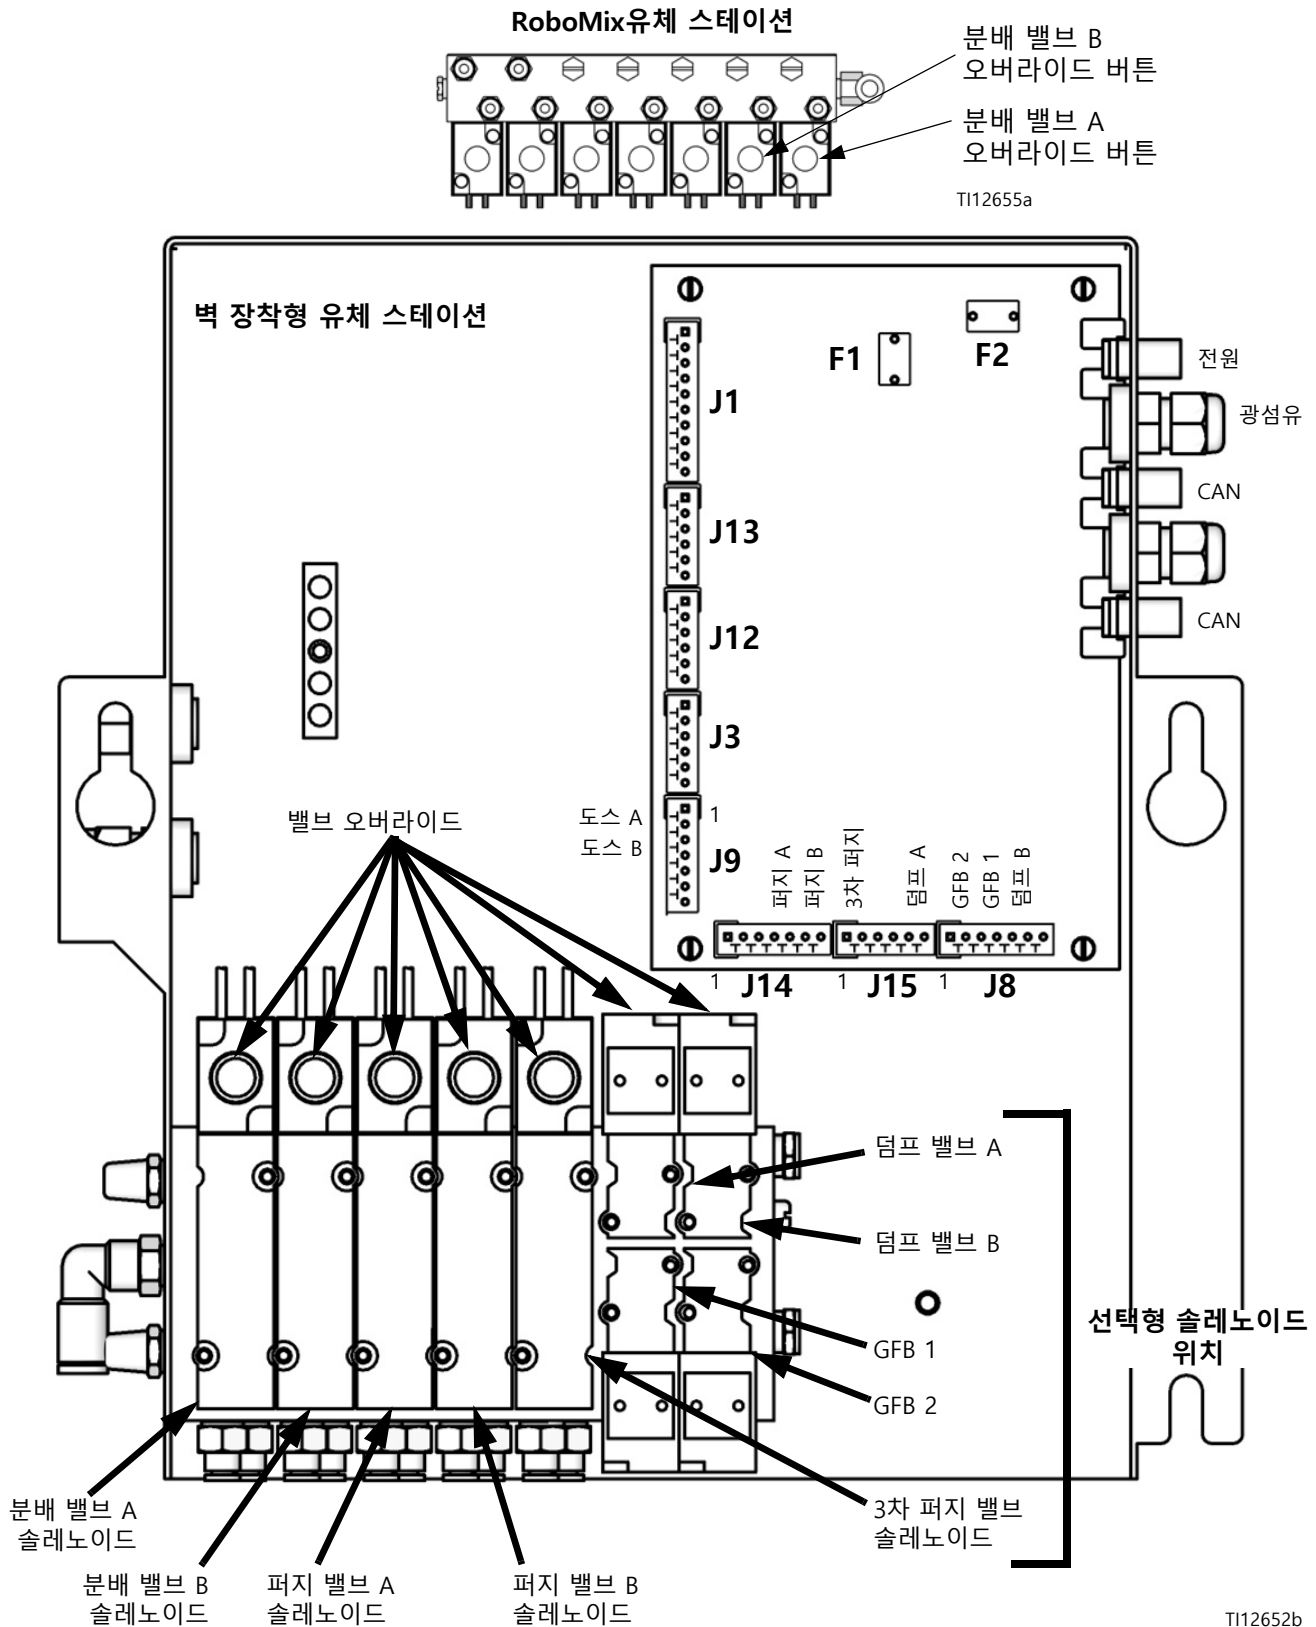 RoboMix유체 스테이션
분배 밸브 B
오버라이드 버튼
분배 밸브 A
오버라이드 버튼
TI12655a
벽 장착형 유체 스테이션
F1
F2
전원
광섬유
CAN
CAN
J1
J13
J12
J3
도스 A
도스 B
1
J9
퍼지 A
퍼지 B
3차 퍼지
덤프 A
GFB 2
GFB 1
덤프 B
1
J14
1
J15
1
J8
밸브 오버라이드
덤프 밸브 A
덤프 밸브 B
GFB 1
GFB 2
선택형 솔레노이드
위치
3차 퍼지 밸브
솔레노이드
분배 밸브 A
솔레노이드
분배 밸브 B
솔레노이드
퍼지 밸브 A
솔레노이드
퍼지 밸브 B
솔레노이드
TI12652b